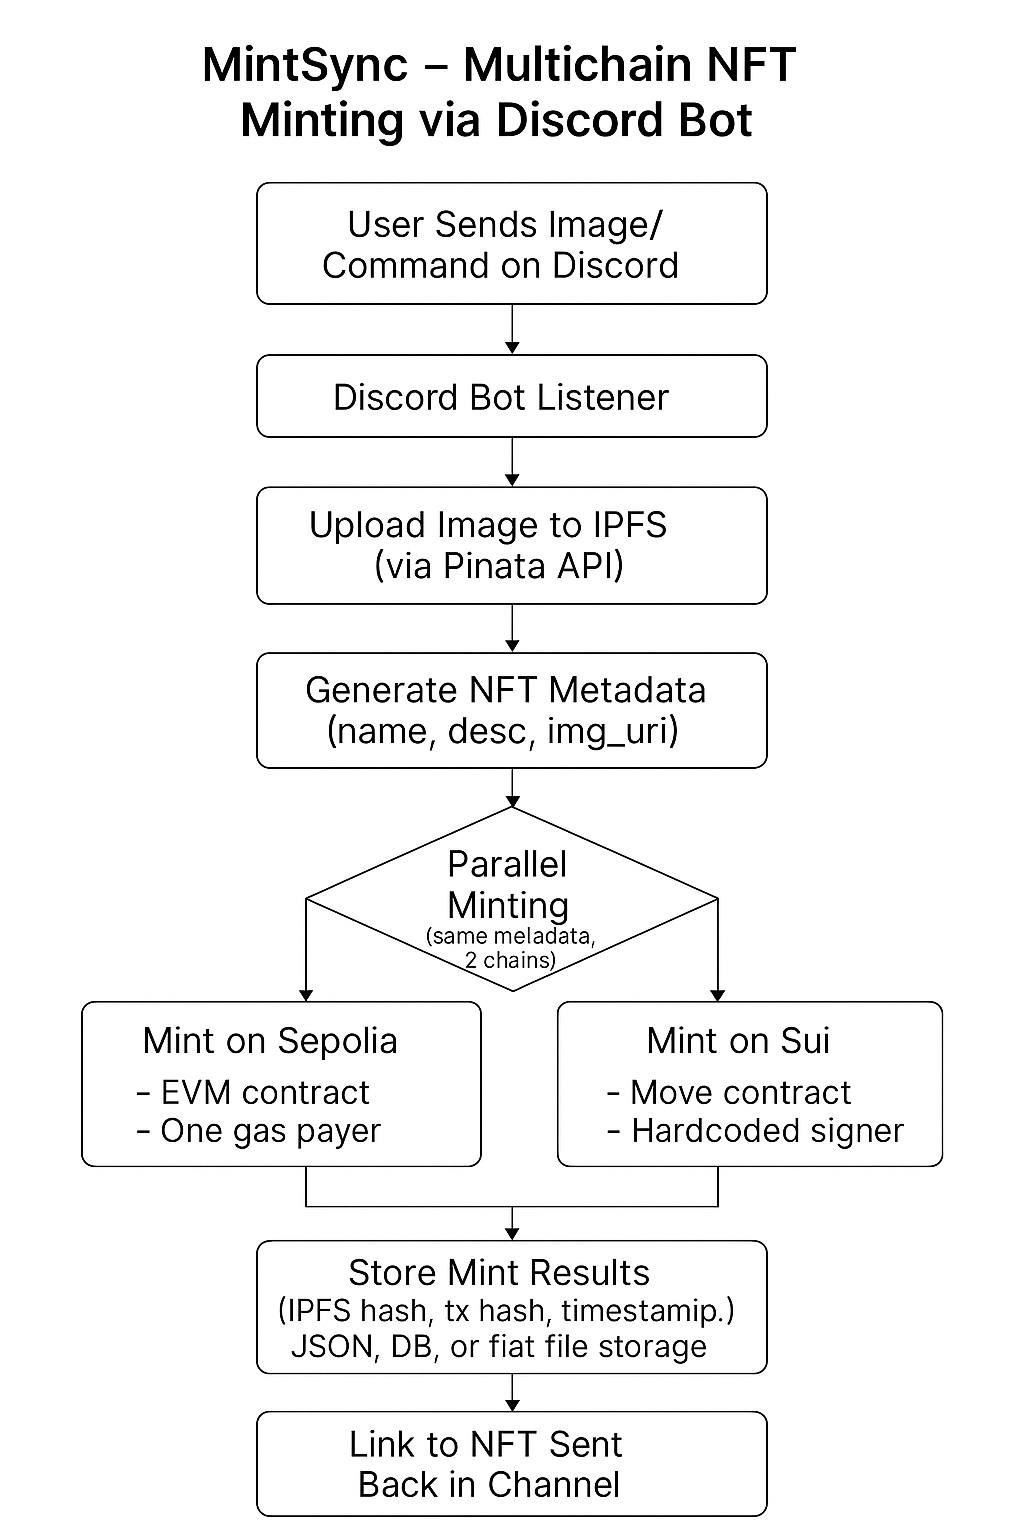 MintSync – Multichain NFT
Minting via Discord Bot
User Sends Image/
Command on Discord
Discord Bot Listener
Upload Image to IPFS
(via Pinata API)
Generate NFT Metadata
(name, desc, img_uri)
Parallel
Minting
(same meladata,
2 chains)
Mint on Sepolia
– EVM contract
– One gas payer
Mint on Sui
– Move contract
– Hardcoded signer
Store Mint Results
(IPFS hash, tx hash, timestamip.)
JSON, DB, or fiat file storage
Link to NFT Sent
Back in Channel